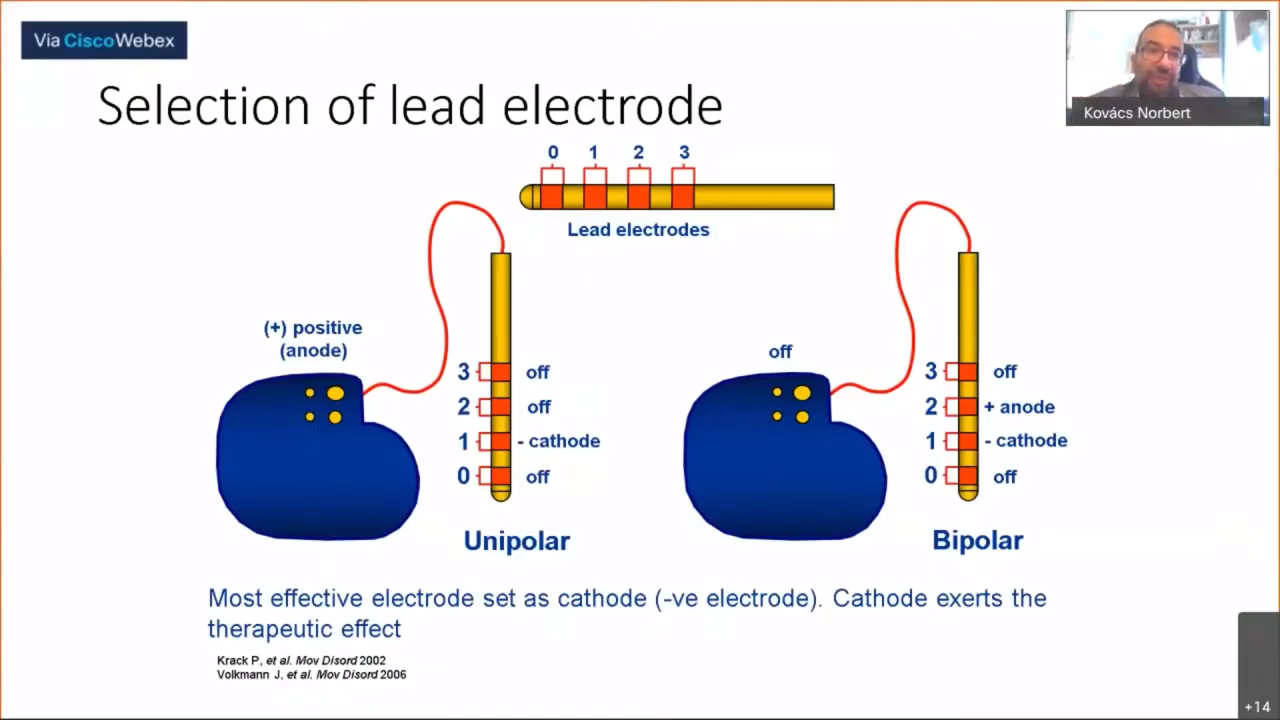 Via CiscoWebex
Kovács Norbert
Selection of lead electrode
0 1 2 3
Lead electrodes
(+) positive
(anode)
3 off
2 off
1 - cathode
0 off
Unipolar
off
3 off
2 + anode
1 - cathode
0 off
Bipolar
Most effective electrode set as cathode (-ve electrode). Cathode exerts the
therapeutic effect
Krack P, et al. Mov Disord 2002
Volkmann J, et al. Mov Disord 2006
+14